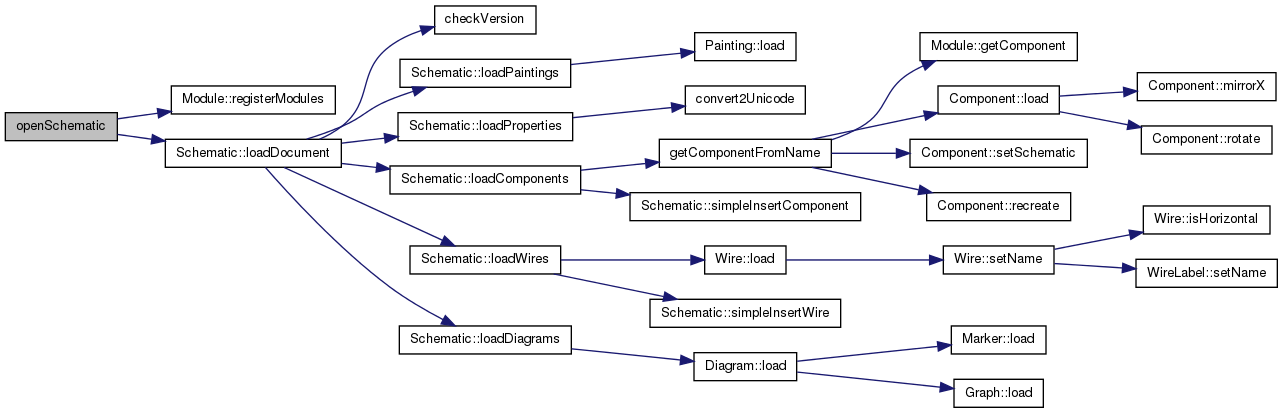 openSchematic
Module::registerModules
Schematic::loadDocument
checkVersion
Schematic::loadPaintings
Schematic::loadProperties
Schematic::loadComponents
Schematic::loadWires
Schematic::loadDiagrams
Painting::load
convert2Unicode
getComponentFromName
Schematic::simpleInsertComponent
Wire::load
Schematic::simpleInsertWire
Diagram::load
Module::getComponent
Component::load
Component::setSchematic
Component::recreate
Wire::setName
Marker::load
Graph::load
Component::mirrorX
Component::rotate
Wire::isHorizontal
WireLabel::setName